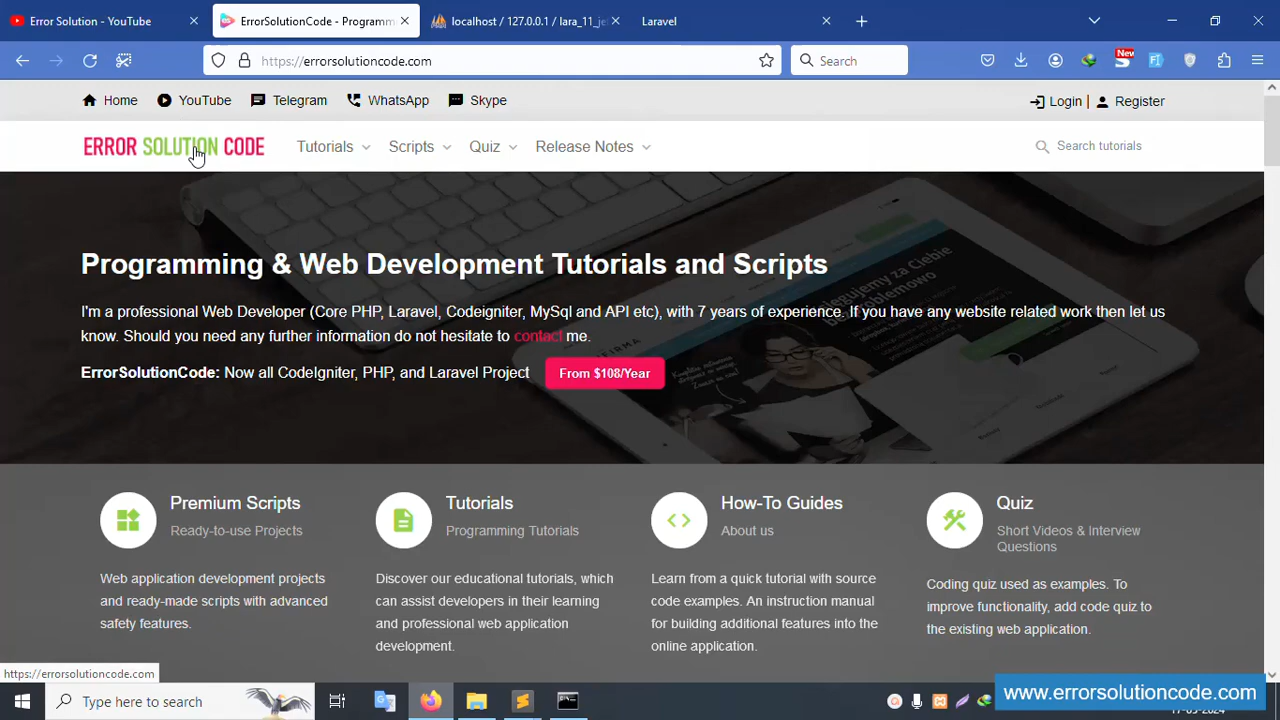 Error Solution - YouTube
ErrorSolutionCode - Programm
localhost / 127.0.0.1 / lara_11_je
Laravel
https://errorsolutioncode.com
Search
New
Home
YouTube
Telegram
WhatsApp
Skype
Login |
Register
ERROR SOLUTION CODE
Tutorials
Scripts
Quiz
Release Notes
Search tutorials
Programming & Web Development Tutorials and Scripts
I'm a professional Web Developer (Core PHP, Laravel, Codeigniter, MySql and API etc), with 7 years of experience. If you have any website related work then let us
know. Should you need any further information do not hesitate to contact me.
ErrorSolutionCode: Now all CodeIgniter, PHP, and Laravel Project
From $108/Year
Premium Scripts
Ready-to-use Projects
Web application development projects
and ready-made scripts with advanced
safety features.
Tutorials
Programming Tutorials
Discover our educational tutorials, which
can assist developers in their learning
and professional web application
development.
How-To Guides
About us
Learn from a quick tutorial with source
code examples. An instruction manual
for building additional features into the
online application.
Quiz
Short Videos & Interview
Questions
Coding quiz used as examples. To
improve functionality, add code quiz to
the existing web application.
https://errorsolutioncode.com
Type here to search
www.errorsolutioncode.com